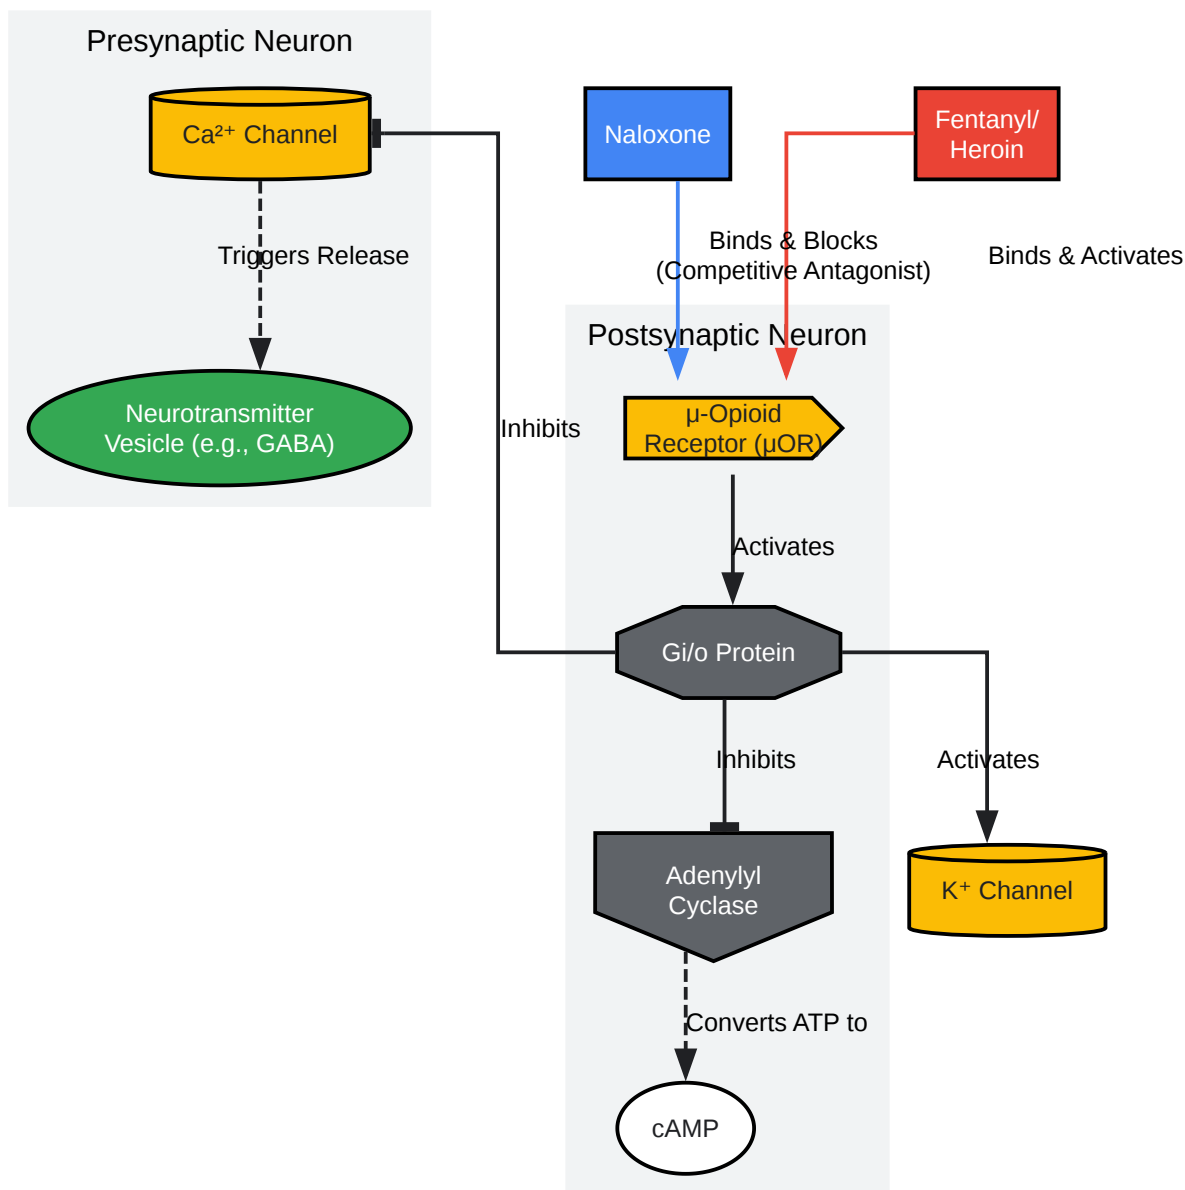 Presynaptic Neuron
Ca²⁺ Channel
Naloxone
Fentanyl/
Heroin
Triggers Release
Binds & Blocks
(Competitive Antagonist)
Binds & Activates
Postsynaptic Neuron
Neurotransmitter
Vesicle (e.g., GABA)
Inhibits
μ-Opioid
Receptor (μOR)
Activates
Gi/o Protein
Inhibits
Activates
Adenylyl
Cyclase
K⁺ Channel
Converts ATP to
cAMP